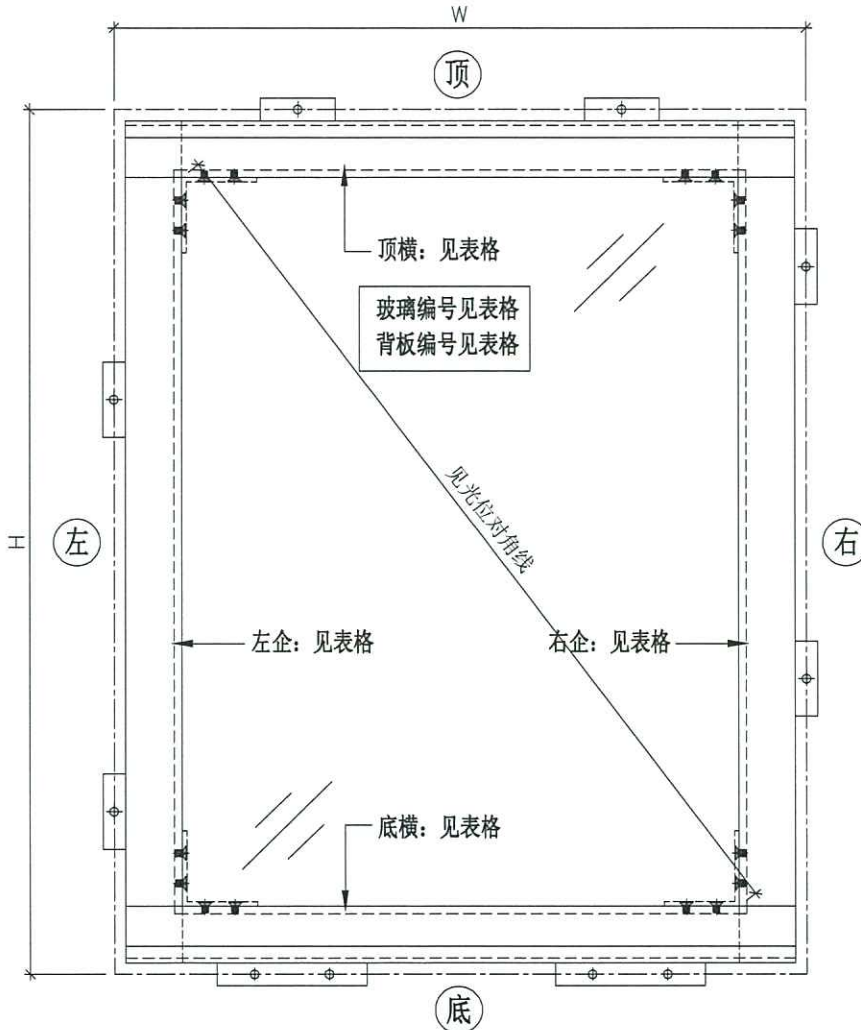 W
顶
顶横：见表格
玻璃编号见表格
背板编号见表格
见光位对角线
H
左
右
左企：见表格
右企：见表格
底横：见表格
底